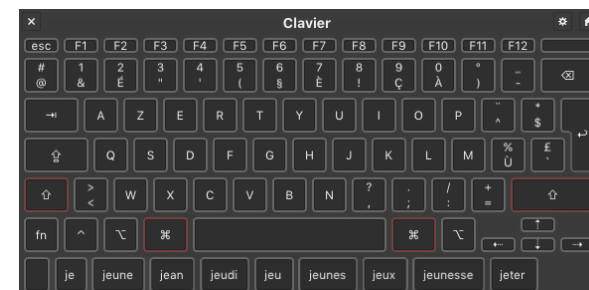 Clavier
esc F1 F2 F3 F4 F5 F6 F7 F8 F9 F10 F11 F12
# 1 2 3 4 5 6 7 8 9 0 ° _
@ & É " ' ( § È ! Ç À ) -
A Z E R T Y U I O P ¨ *
^ $
Q S D F G H J K L M % £
Ù `
> W X C V B N ? . / +
< , ; : =
fn ^ ⌥ ⌘ ⌘ ⌥
je jeune jean jeudi jeu jeunes jeux jeunesse jeter